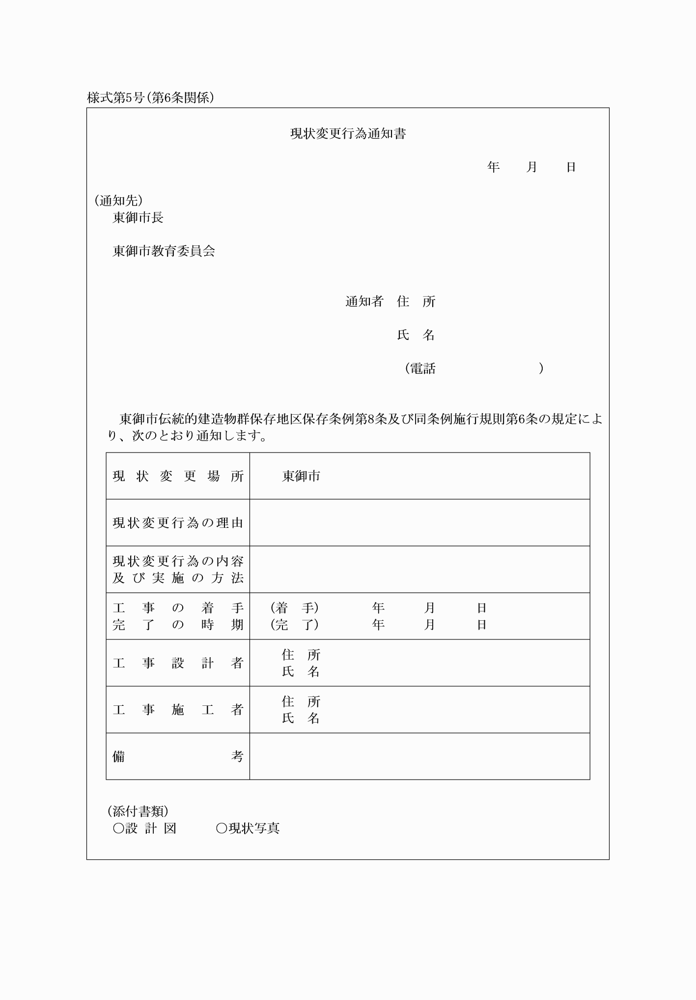 様式第5号(第6条関係)
現状変更行為通知書
年　　月　　日
(通知先)
東御市長
東御市教育委員会
通知者　住　所
氏　名
(電話　　　　　　　　)
東御市伝統的建造物群保存地区保存条例第8条及び同条例施行規則第6条の規定によ
り、次のとおり通知します。
現状変更場所　東御市
現状変更行為の理由
現状変更行為の内容
及び実施の方法
工事の着手　(着　手)　　　　年　　　月　　　日
完了の時期　(完　了)　　　　年　　　月　　　日
工事設計者
住　所
氏　名
工事施工者
住　所
氏　名
備考
(添付書類)
○設計図　　　○現状写真